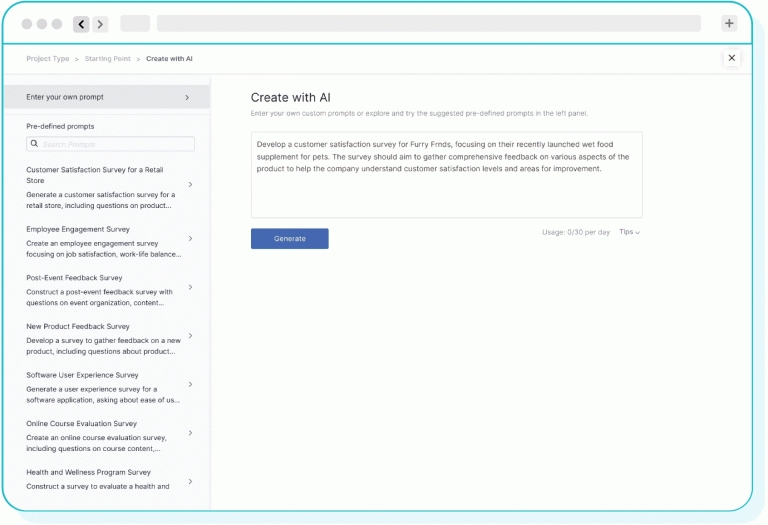 Project Type > Starting Point > Create with AI
Enter your own prompt
Pre-defined prompts
Search Prompts
Customer Satisfaction Survey for a Retail
Store
Generate a customer satisfaction survey for a
retail store, including questions on product...
Employee Engagement Survey
Create an employee engagement survey
focusing on job satisfaction, work-life balance...
Post-Event Feedback Survey
Construct a post-event feedback survey with
questions on event organization, content...
New Product Feedback Survey
Develop a survey to gather feedback on a new
product, including questions about product...
Software User Experience Survey
Generate a user experience survey for a
software application, asking about ease of us...
Online Course Evaluation Survey
Create an online course evaluation survey,
including questions on course content,...
Health and Wellness Program Survey
Construct a survey to evaluate a health and
Create with AI
Enter your own custom prompts or explore and try the suggested pre-defined prompts in the left panel.
Develop a customer satisfaction survey for Furry Frnds, focusing on their recently launched wet food
supplement for pets. The survey should aim to gather comprehensive feedback on various aspects of the
product to help the company understand customer satisfaction levels and areas for improvement.
Generate
Usage: 0/30 per day Tips